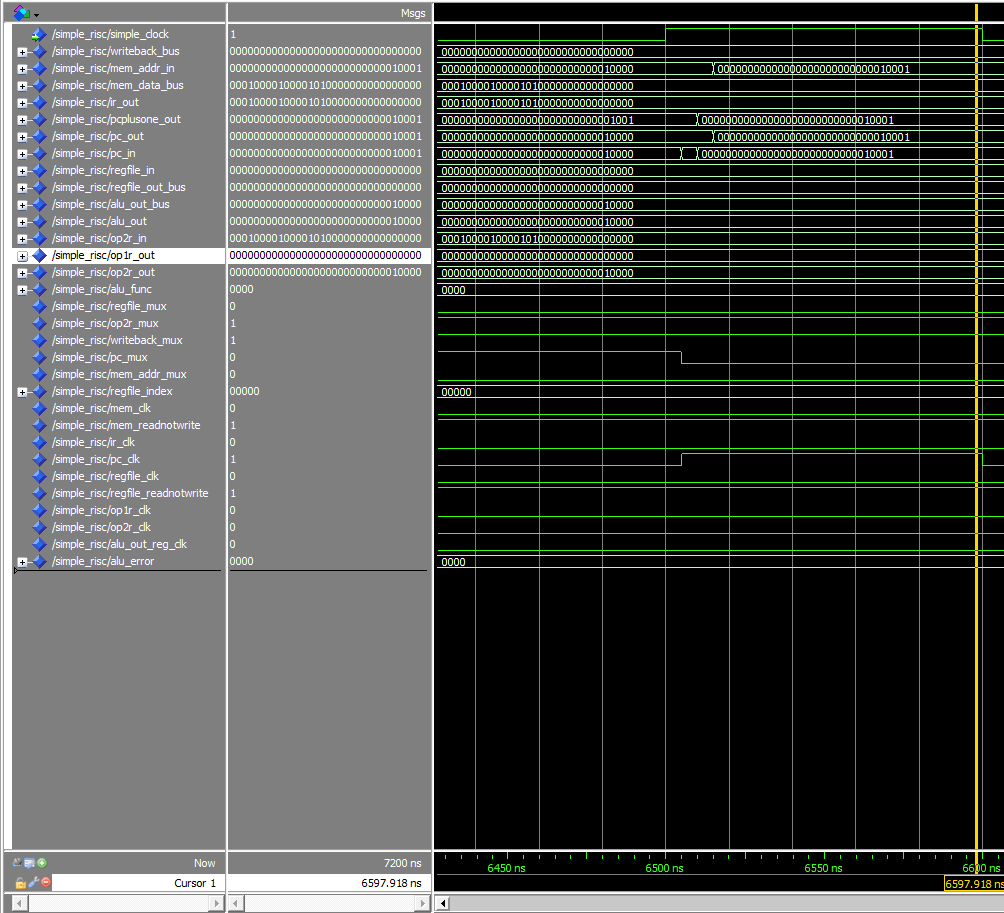 Msgs
/simple_risc/simple_clock 1
/simple_risc/writeback_bus 00000000000000000000000000000000 00000000000000000000000000000000
/simple_risc/mem_addr_in 00000000000000000000000000010001 00000000000000000000000000010000 00000000000000000000000000010001
/simple_risc/mem_data_bus 00010000100001010000000000000000 00010000100001010000000000000000
/simple_risc/ir_out 00010000100001010000000000000000 00010000100001010000000000000000
/simple_risc/pcplusone_out 00000000000000000000000000010001 00000000000000000000000000001001 00000000000000000000000000010001
/simple_risc/pc_out 00000000000000000000000000010001 00000000000000000000000000010000 00000000000000000000000000010001
/simple_risc/pc_in 00000000000000000000000000010001 00000000000000000000000000010000 00000000000000000000000000010001
/simple_risc/regfile_in 00000000000000000000000000000000 00000000000000000000000000000000
/simple_risc/regfile_out_bus 00000000000000000000000000000000 00000000000000000000000000000000
/simple_risc/alu_out_bus 00000000000000000000000000010000 00000000000000000000000000010000
/simple_risc/alu_out 00000000000000000000000000010000 00000000000000000000000000010000
/simple_risc/op2r_in 00010000100001010000000000000000 00010000100001010000000000000000
/simple_risc/op1r_out 00000000000000000000000000000000 00000000000000000000000000000000
/simple_risc/op2r_out 00000000000000000000000000010000 00000000000000000000000000010000
/simple_risc/alu_func 0000 0000
/simple_risc/regfile_mux 0
/simple_risc/op2r_mux 1
/simple_risc/writeback_mux 1
/simple_risc/pc_mux 0
/simple_risc/mem_addr_mux 0
/simple_risc/regfile_index 00000 00000
/simple_risc/mem_clk 0
/simple_risc/mem_readnotwrite 1
/simple_risc/ir_clk 0
/simple_risc/pc_clk 1
/simple_risc/regfile_clk 0
/simple_risc/regfile_readnotwrite 1
/simple_risc/op1r_clk 0
/simple_risc/op2r_clk 0
/simple_risc/alu_out_reg_clk 0
/simple_risc/alu_error 0000 0000
Now 7200 ns 6450 ns 6500 ns 6550 ns 6600 ns
Cursor 1 6597.918 ns 6597.918 ns